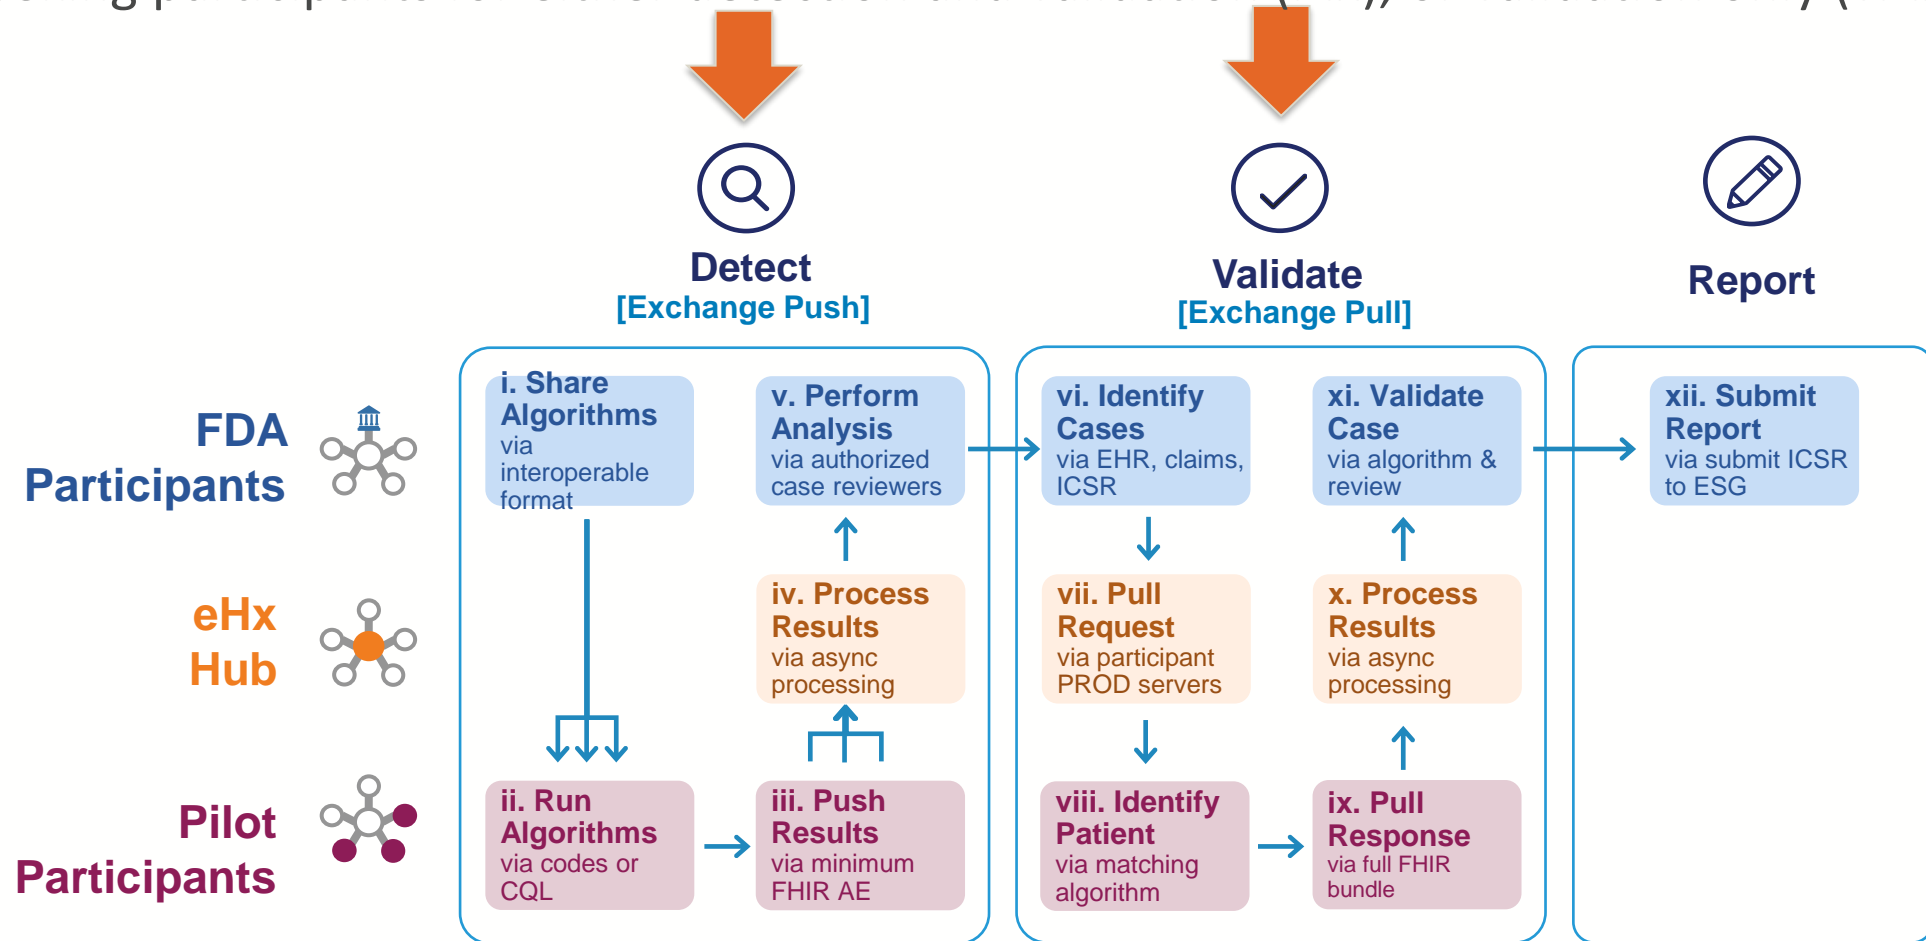 Detect
[Exchange Push]
Validate
[Exchange Pull]
Report
FDA
Participants
i. Share
Algorithms
via
interoperable
format
v. Perform
Analysis
via authorized
case reviewers
vi. Identify
Cases
via EHR, claims,
ICSR
xi. Validate
Case
via algorithm &
review
xii. Submit
Report
via submit ICSR
to ESG
eHx
Hub
iv. Process
Results
via async
processing
vii. Pull
Request
via participant
PROD servers
x. Process
Results
via async
processing
Pilot
Participants
ii. Run
Algorithms
via codes or
CQL
iii. Push
Results
via minimum
FHIR AE
viii. Identify
Patient
via matching
algorithm
ix. Pull
Response
via full FHIR
bundle